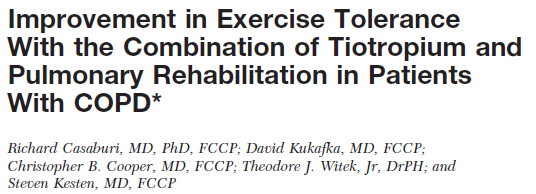 Improvement in Exercise Tolerance
With the Combination of Tiotropium and
Pulmonary Rehabilitation in Patients
With COPD*
Richard Casaburi, MD, PhD, FCCP; David Kukafka, MD, FCCP;
Christopher B. Cooper, MD, FCCP; Theodore J. Witek, Jr, DrPH; and
Steven Kesten, MD, FCCP